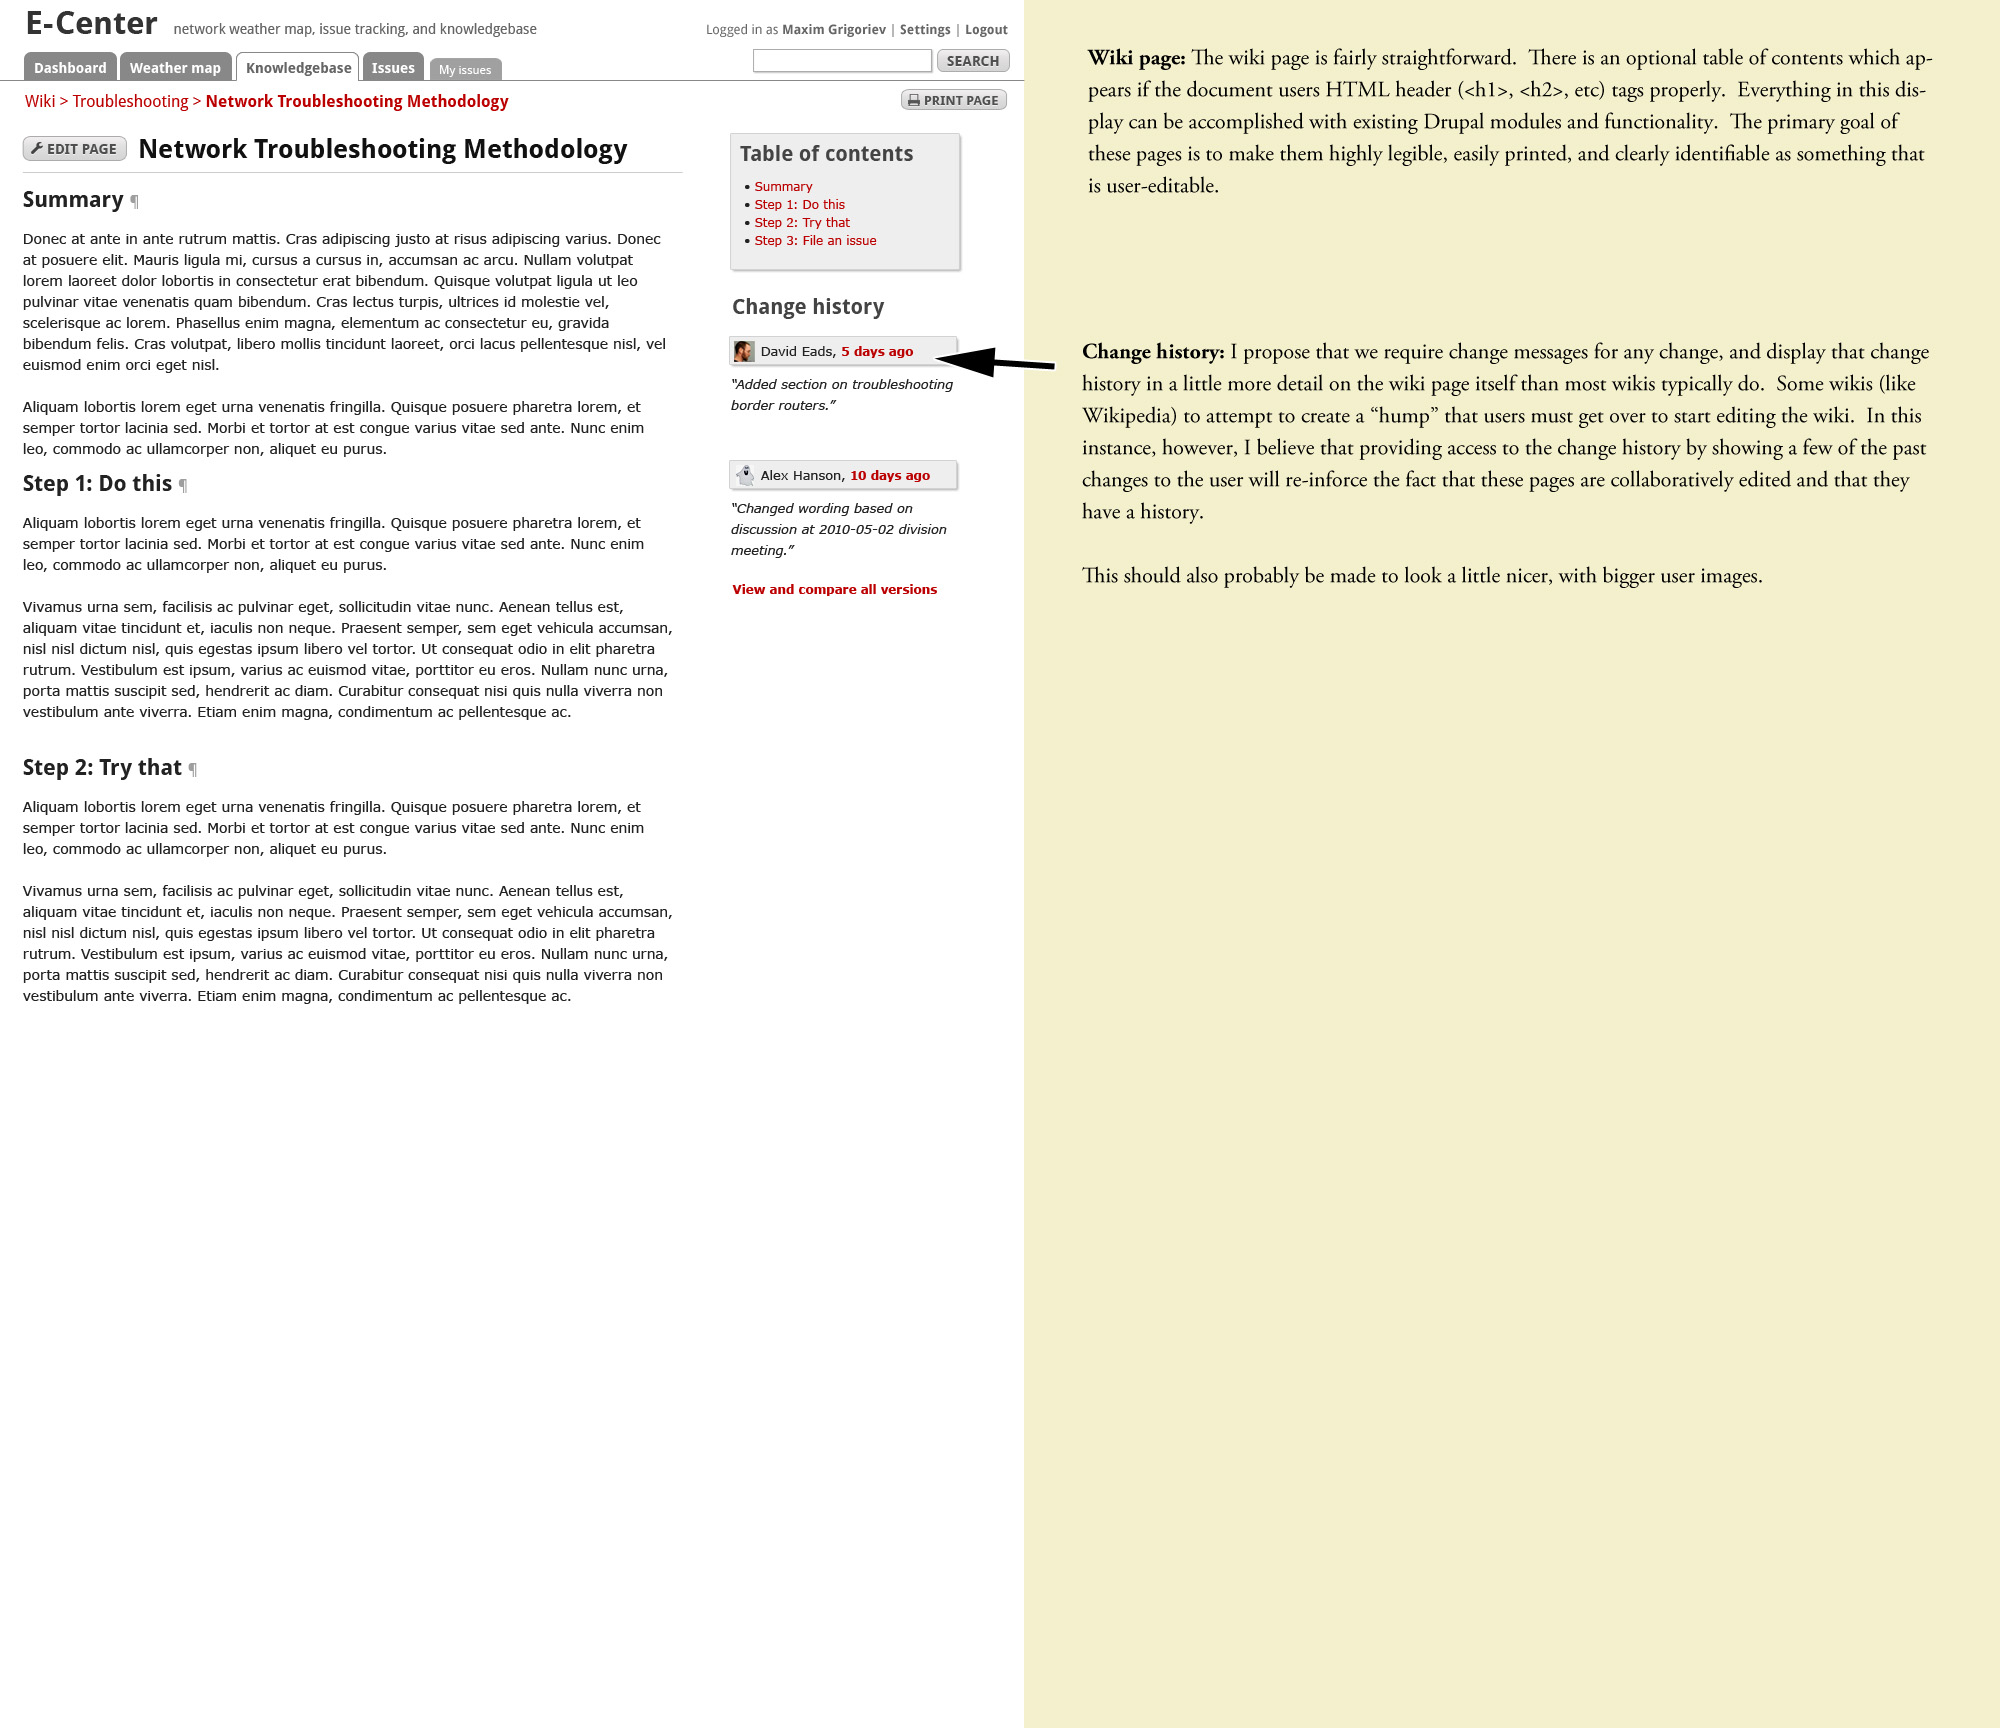 E-Center network weather map, issue tracking, and knowledgebase
Logged in as Maxim Grigoriev | Settings | Logout
Dashboard Weather map Knowledgebase Issues My issues
SEARCH
Wiki > Troubleshooting > Network Troubleshooting Methodology
PRINT PAGE
EDIT PAGE Network Troubleshooting Methodology
Summary ¶
Donec at ante in ante rutrum mattis. Cras adipiscing justo at risus adipiscing varius. Donec
at posuere elit. Mauris ligula mi, cursus a cursus in, accumsan ac arcu. Nullam volutpat
lorem laoreet dolor lobortis in consectetur erat bibendum. Quisque volutpat ligula ut leo
pulvinar vitae venenatis quam bibendum. Cras lectus turpis, ultrices id molestie vel,
scelerisque ac lorem. Phasellus enim magna, elementum ac consectetur eu, gravida
bibendum felis. Cras volutpat, libero mollis tincidunt laoreet, orci lacus pellentesque nisl, vel
euismod enim orci eget nisl.
Aliquam lobortis lorem eget urna venenatis fringilla. Quisque posuere pharetra lorem, et
semper tortor lacinia sed. Morbi et tortor at est congue varius vitae sed ante. Nunc enim
leo, commodo ac ullamcorper non, aliquet eu purus.
Step 1: Do this ¶
Aliquam lobortis lorem eget urna venenatis fringilla. Quisque posuere pharetra lorem, et
semper tortor lacinia sed. Morbi et tortor at est congue varius vitae sed ante. Nunc enim
leo, commodo ac ullamcorper non, aliquet eu purus.
Vivamus urna sem, facilisis ac pulvinar eget, sollicitudin vitae nunc. Aenean tellus est,
aliquam vitae tincidunt et, iaculis non neque. Praesent semper, sem eget vehicula accumsan,
nisl nisl dictum nisl, quis egestas ipsum libero vel tortor. Ut consequat odio in elit pharetra
rutrum. Vestibulum est ipsum, varius ac euismod vitae, porttitor eu eros. Nullam nunc urna,
porta mattis suscipit sed, hendrerit ac diam. Curabitur consequat nisi quis nulla viverra non
vestibulum ante viverra. Etiam enim magna, condimentum ac pellentesque ac.
Step 2: Try that ¶
Aliquam lobortis lorem eget urna venenatis fringilla. Quisque posuere pharetra lorem, et
semper tortor lacinia sed. Morbi et tortor at est congue varius vitae sed ante. Nunc enim
leo, commodo ac ullamcorper non, aliquet eu purus.
Vivamus urna sem, facilisis ac pulvinar eget, sollicitudin vitae nunc. Aenean tellus est,
aliquam vitae tincidunt et, iaculis non neque. Praesent semper, sem eget vehicula accumsan,
nisl nisl dictum nisl, quis egestas ipsum libero vel tortor. Ut consequat odio in elit pharetra
rutrum. Vestibulum est ipsum, varius ac euismod vitae, porttitor eu eros. Nullam nunc urna,
porta mattis suscipit sed, hendrerit ac diam. Curabitur consequat nisi quis nulla viverra non
vestibulum ante viverra. Etiam enim magna, condimentum ac pellentesque ac.
Table of contents
• Summary
• Step 1: Do this
• Step 2: Try that
• Step 3: File an issue
Change history
David Eads, 5 days ago
“Added section on troubleshooting
border routers.”
Alex Hanson, 10 days ago
“Changed wording based on
discussion at 2010-05-02 division
meeting.”
View and compare all versions
Wiki page: The wiki page is fairly straightforward. There is an optional table of contents which ap-
pears if the document users HTML header (<h1>, <h2>, etc) tags properly. Everything in this dis-
play can be accomplished with existing Drupal modules and functionality. The primary goal of
these pages is to make them highly legible, easily printed, and clearly identifiable as something that
is user-editable.
Change history: I propose that we require change messages for any change, and display that change
history in a little more detail on the wiki page itself than most wikis typically do. Some wikis (like
Wikipedia) to attempt to create a “hump” that users must get over to start editing the wiki. In this
instance, however, I believe that providing access to the change history by showing a few of the past
changes to the user will re-inforce the fact that these pages are collaboratively edited and that they
have a history.
This should also probably be made to look a little nicer, with bigger user images.